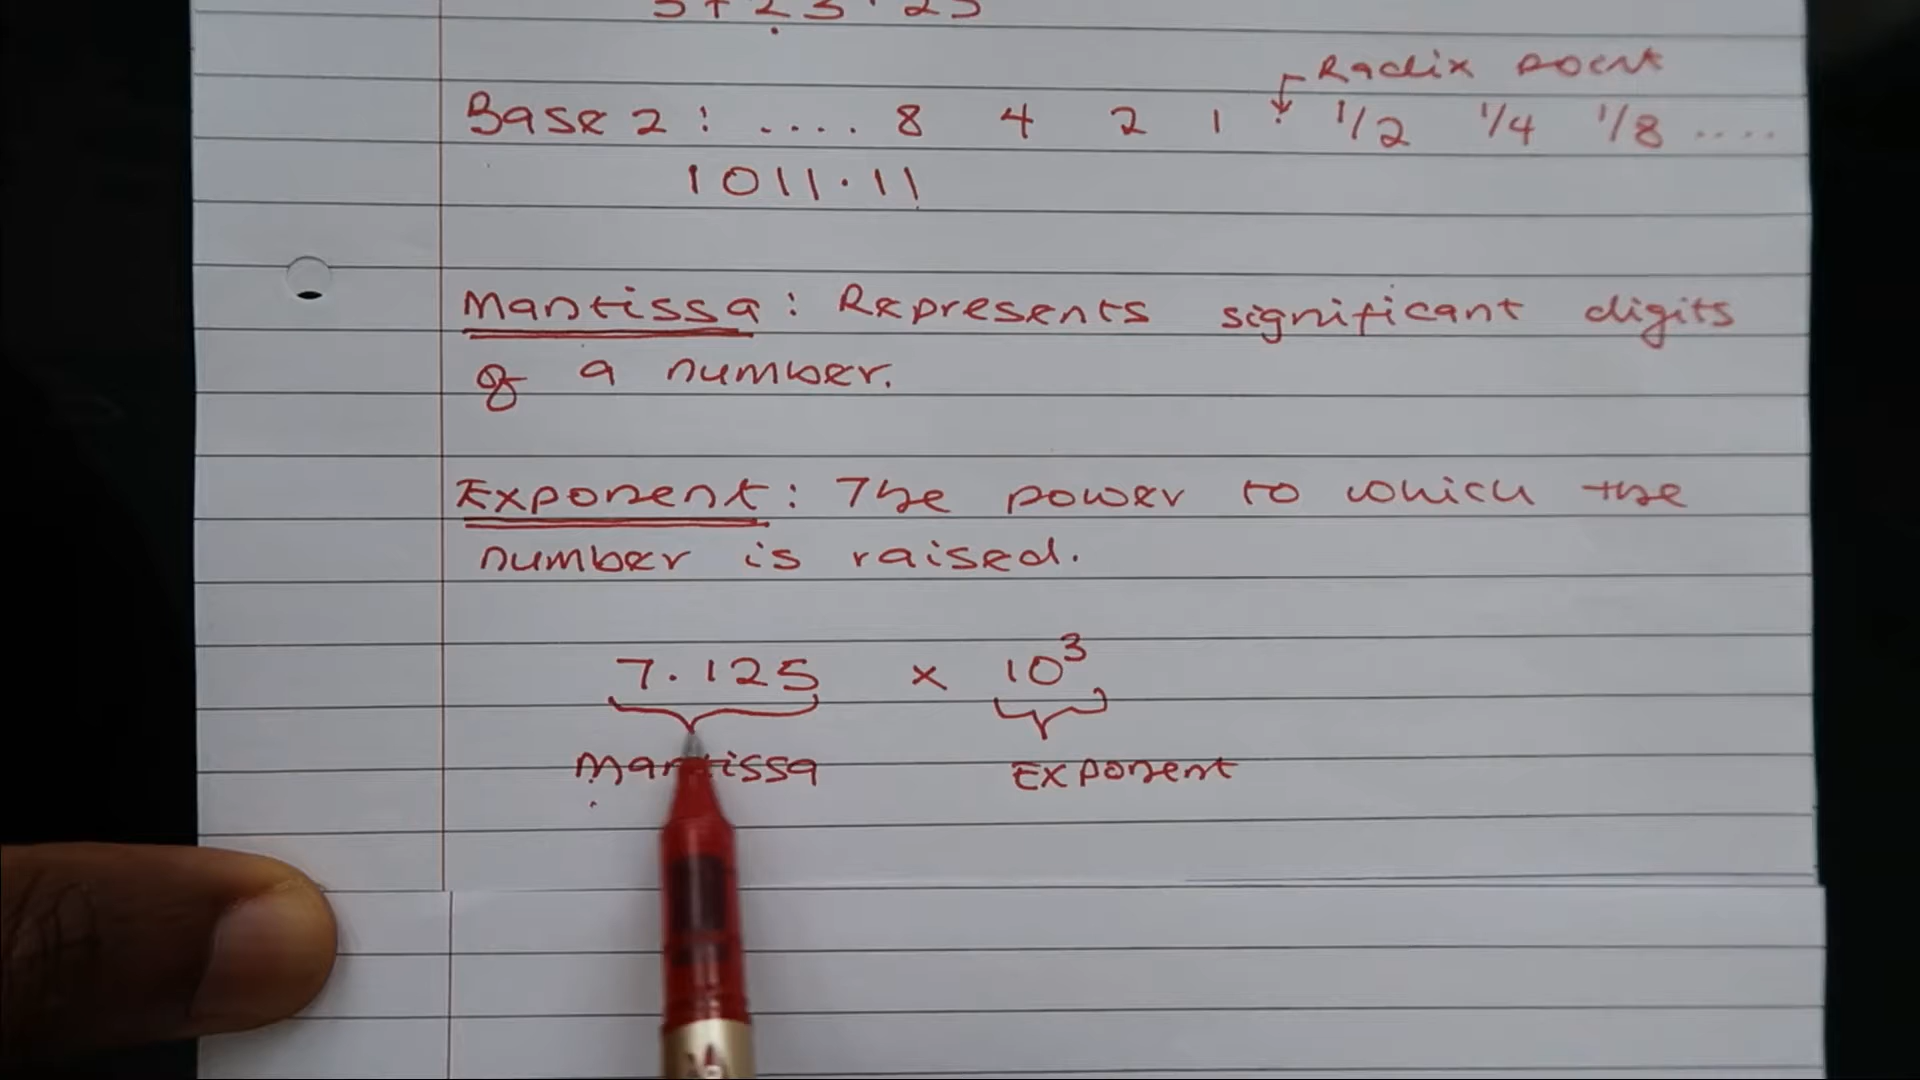 Radix point
Base 2 : .... 8 4 2 1 . 1/2 1/4 1/8 ....
1011.11
Mantissa : Represents significant digits
of a number.
Exponent : The power to which the
number is raised.
7.125 x 10³
Mantissa Exponent